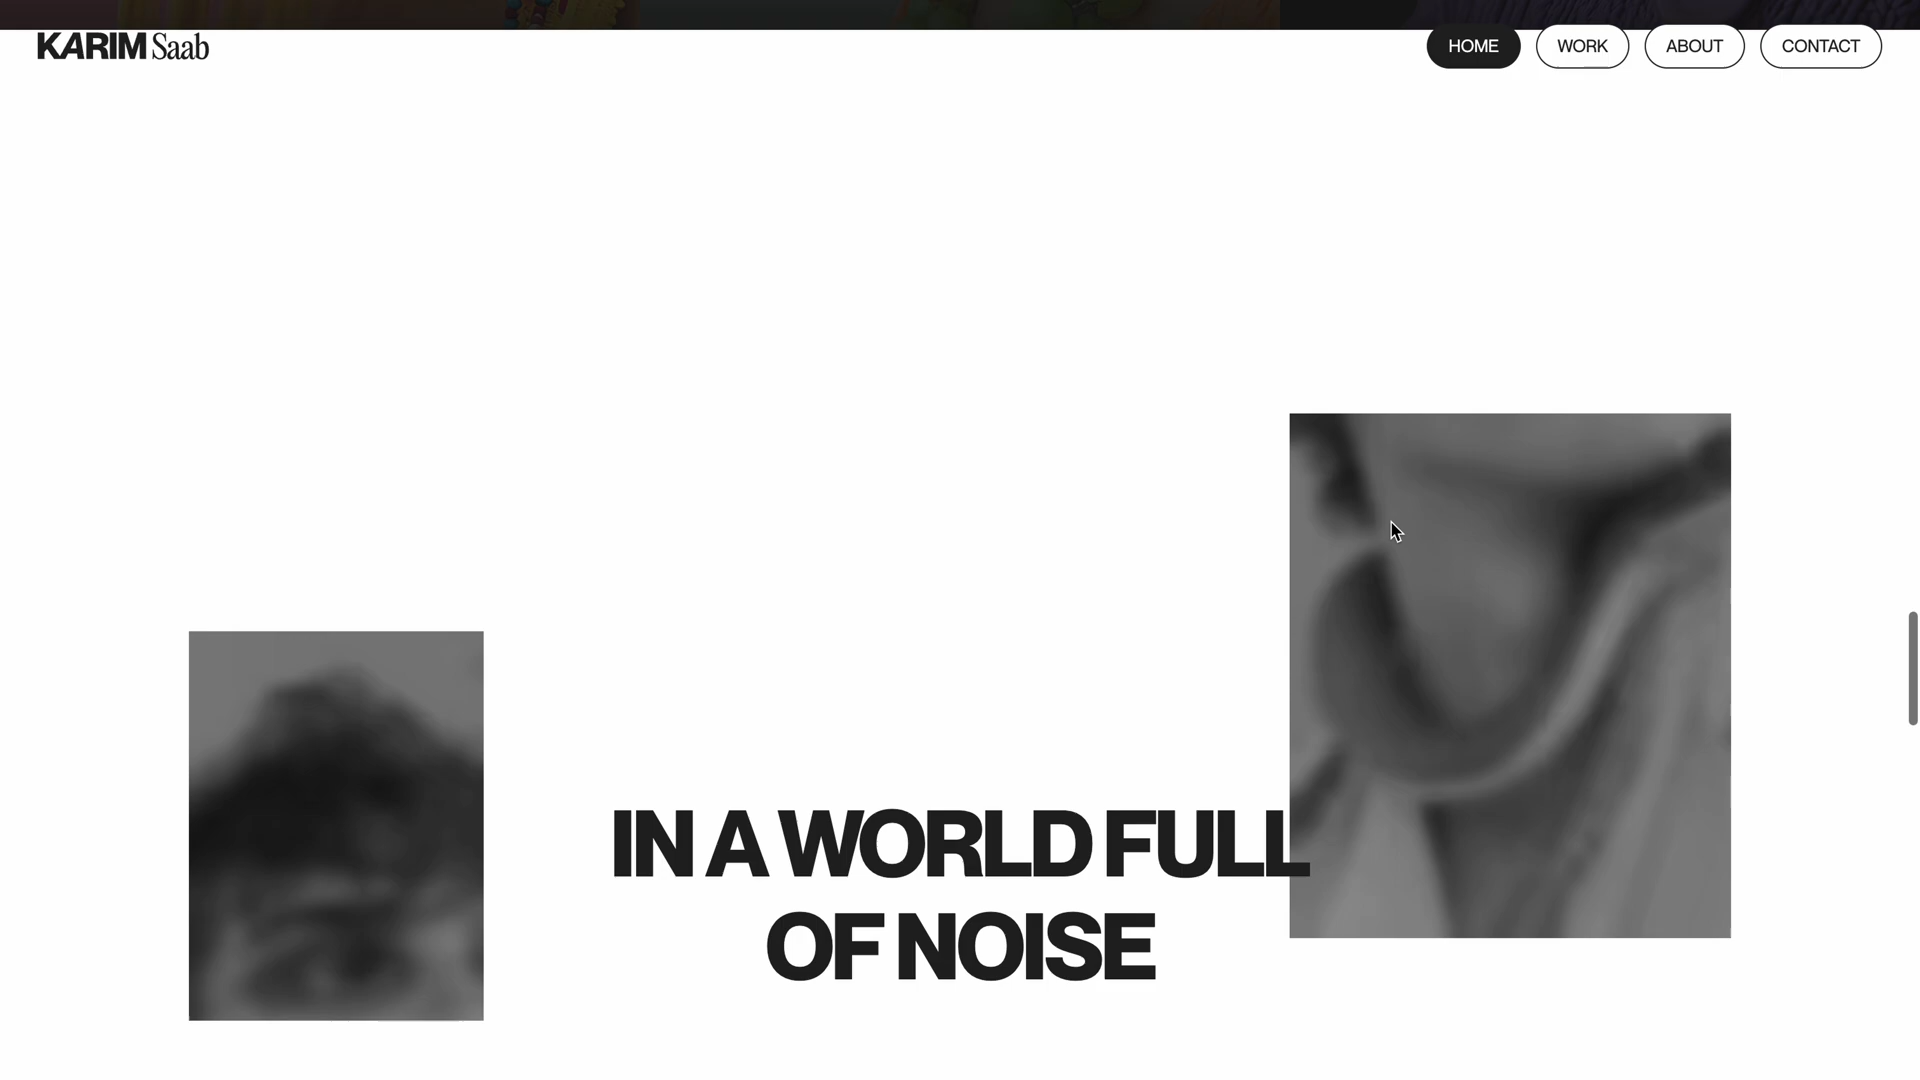 KARIM Saab
HOME
WORK
ABOUT
CONTACT
IN A WORLD FULL
OF NOISE